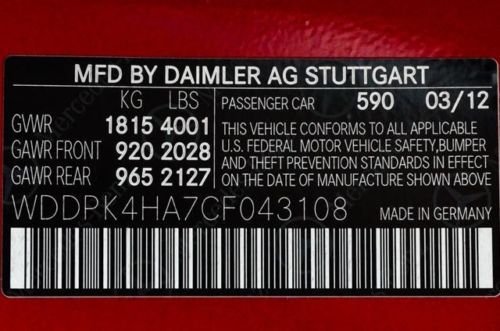 MFD BY DAIMLER AG STUTTGART
KG LBS
GVWR 1815 4001
GAWR FRONT 920 2028
GAWR REAR 965 2127
PASSENGER CAR 590 03/12
THIS VEHICLE CONFORMS TO ALL APPLICABLE
U.S. FEDERAL MOTOR VEHICLE SAFETY,BUMPER
AND THEFT PREVENTION STANDARDS IN EFFECT
ON THE DATE OF MANUFACTURE SHOWN ABOVE.
WDDPK4HA7CF043108 MADE IN GERMANY